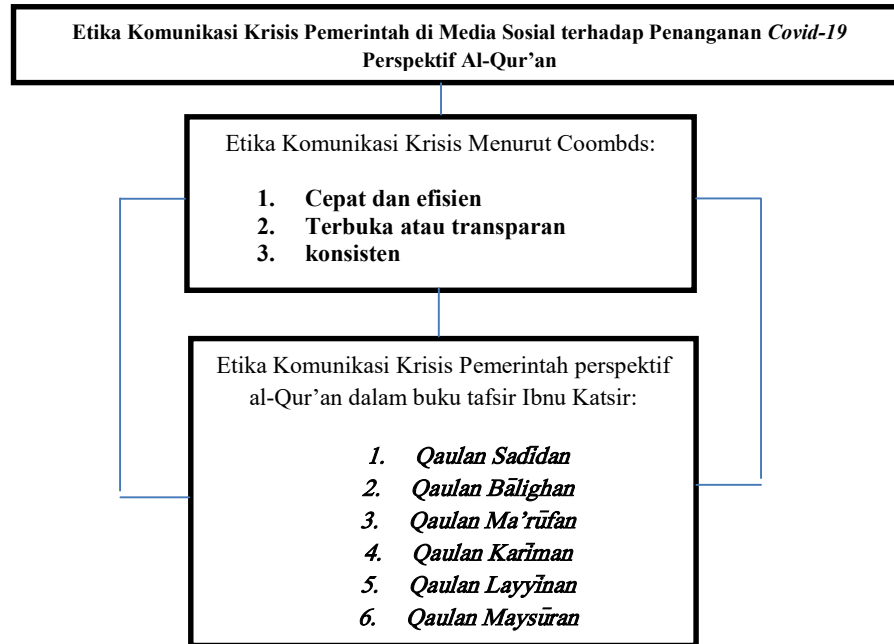 Etika Komunikasi Krisis Pemerintah di Media Sosial terhadap Penanganan Covid-19
Perspektif Al-Qur’an
Etika Komunikasi Krisis Menurut Coombds:
1. Cepat dan efisien
2. Terbuka atau transparan
3. konsisten
Etika Komunikasi Krisis Pemerintah perspektif
al-Qur’an dalam buku tafsir Ibnu Katsir:
1. Qaulan Sadīdan
2. Qaulan Bālighan
3. Qaulan Ma’rūfan
4. Qaulan Karīman
5. Qaulan Layyīnan
6. Qaulan Maysūran